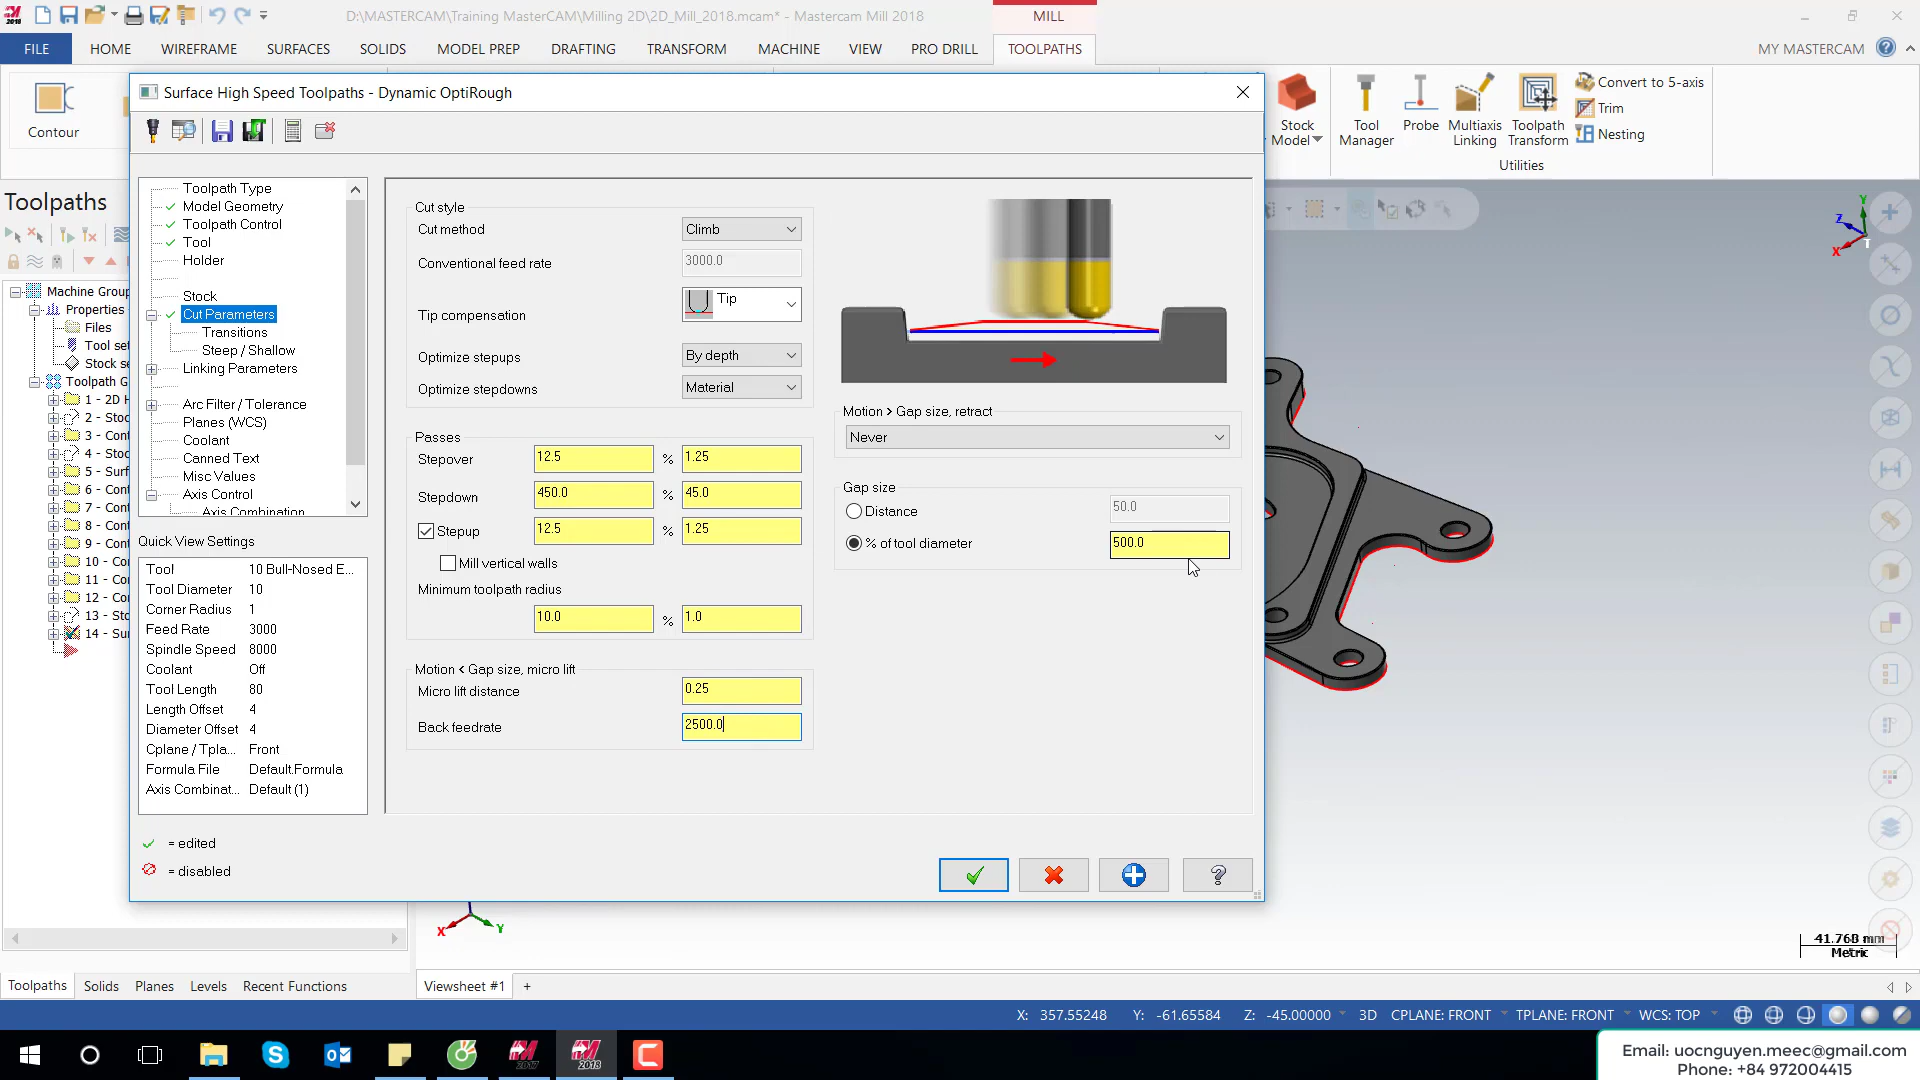 D:\MASTERCAM\Training MasterCAM\Milling 2D\2D_Mill_2018.mcam* - Mastercam Mill 2018
MILL
FILE
HOME
WIREFRAME
SURFACES
SOLIDS
MODEL PREP
DRAFTING
TRANSFORM
MACHINE
VIEW
PRO DRILL
TOOLPATHS
MY MASTERCAM
Contour
Stock
Model
Tool
Manager
Probe
Multiaxis
Linking
Toolpath
Transform
Convert to 5-axis
Trim
Nesting
Utilities
Surface High Speed Toolpaths - Dynamic OptiRough
Toolpaths
Machine Group
Properties
Files
Tool set
Stock se
Toolpath G
1 - 2D H
2 - Stoc
3 - Cont
4 - Stoc
5 - Surf
6 - Cont
7 - Cont
8 - Cont
9 - Cont
10 - Con
11 - Con
12 - Con
13 - Sto
14 - Sur
Toolpath Type
Model Geometry
Toolpath Control
Tool
Holder
Stock
Cut Parameters
Transitions
Steep / Shallow
Linking Parameters
Arc Filter / Tolerance
Planes (WCS)
Coolant
Canned Text
Misc Values
Axis Control
Axis Combination
Quick View Settings
Tool 10 Bull-Nosed E...
Tool Diameter 10
Corner Radius 1
Feed Rate 3000
Spindle Speed 8000
Coolant Off
Tool Length 80
Length Offset 4
Diameter Offset 4
Cplane / Tpla... Front
Formula File Default.Formula
Axis Combinat... Default (1)
= edited
= disabled
Cut style
Cut method Climb
Conventional feed rate 3000.0
Tip compensation Tip
Optimize stepups By depth
Optimize stepdowns Material
Passes
Stepover 12.5 % 1.25
Stepdown 450.0 % 45.0
Stepup 12.5 % 1.25
Mill vertical walls
Minimum toolpath radius
10.0 % 1.0
Motion < Gap size, micro lift
Micro lift distance 0.25
Back feedrate 2500.0
Motion > Gap size, retract
Never
Gap size
Distance 50.0
% of tool diameter 500.0
?
Z
Y
X
T
X
Y
41.768 mm
Metric
Toolpaths
Solids
Planes
Levels
Recent Functions
Viewsheet #1
+
X: 357.55248 Y: -61.65584 Z: -45.00000 3D CPLANE: FRONT TPLANE: FRONT WCS: TOP
2017
2018
Email: uocnguyen.meec@gmail.com
Phone: +84 972004415